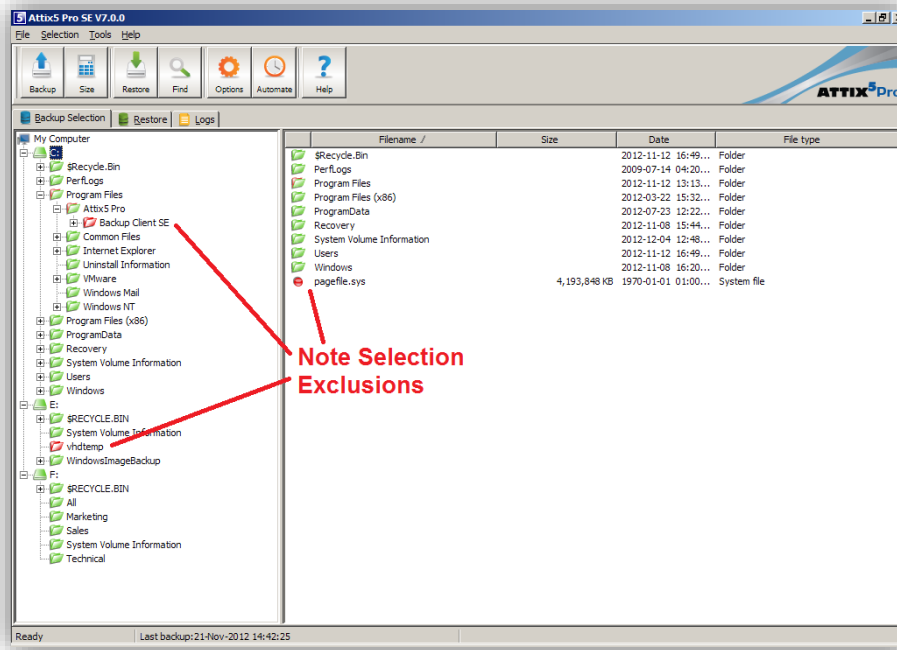 5 Attix5 Pro SE V7.0.0
File Selection Tools Help
Backup Size Restore Find Options Automate Help
ATTIX5Pro
Backup Selection Restore Logs
My Computer
C:
$Recycle.Bin
PerfLogs
Program Files
Attix5 Pro
Backup Client SE
Common Files
Internet Explorer
Uninstall Information
VMware
Windows Mail
Windows NT
Program Files (x86)
ProgramData
Recovery
System Volume Information
Users
Windows
E:
$RECYCLE.BIN
System Volume Information
vhdtemp
WindowsImageBackup
F:
$RECYCLE.BIN
All
Marketing
Sales
System Volume Information
Technical
Filename / Size Date File type
$Recycle.Bin 2012-11-12 16:49... Folder
PerfLogs 2009-07-14 04:20... Folder
Program Files 2012-11-12 13:13... Folder
Program Files (x86) 2012-03-22 15:32... Folder
ProgramData 2012-07-23 12:22... Folder
Recovery 2012-11-08 15:44... Folder
System Volume Information 2012-12-04 12:48... Folder
Users 2012-11-12 16:49... Folder
Windows 2012-11-08 16:20... Folder
pagefile.sys 4,193,848 KB 1970-01-01 01:00... System file
Note Selection
Exclusions
Ready Last backup:21-Nov-2012 14:42:25